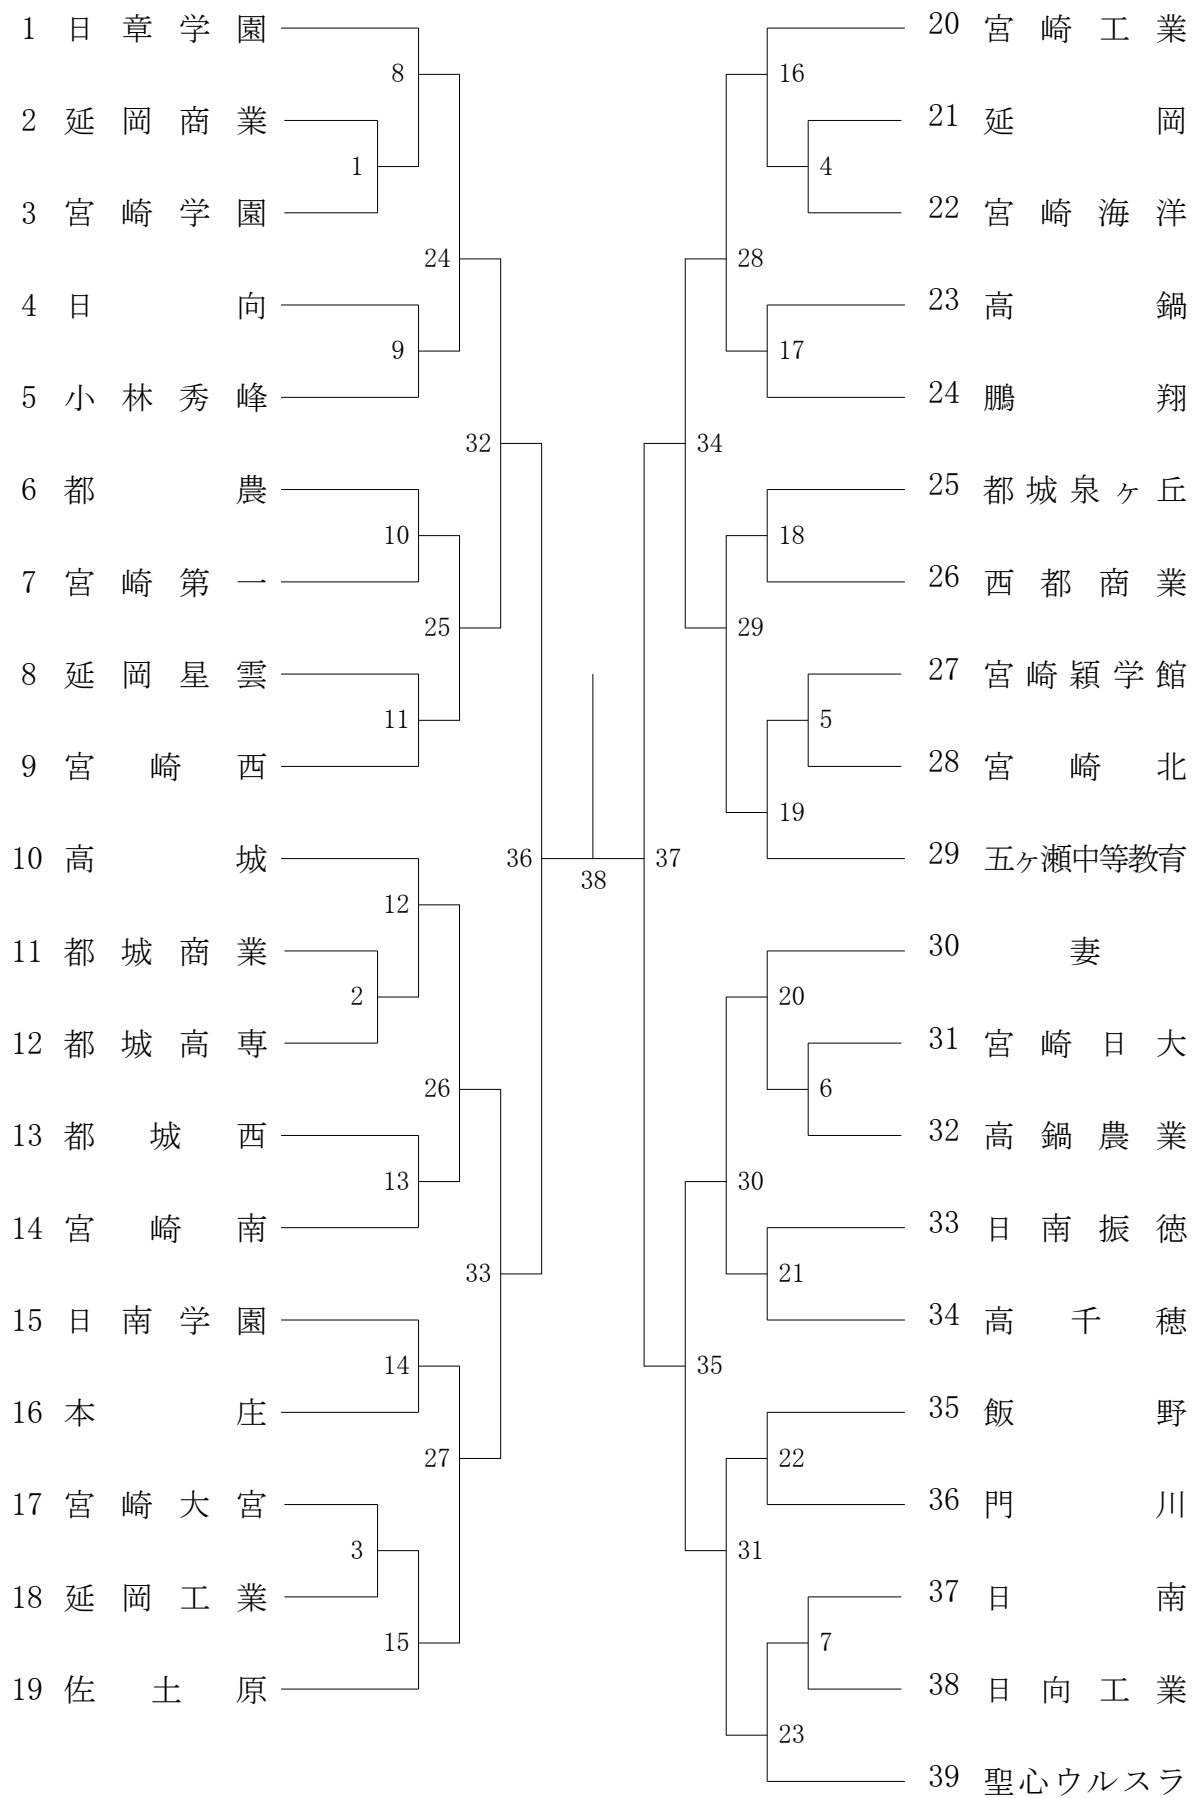 1 日章学園
8
2 延岡商業
1
3 宮崎学園
24
4 日向
9
5 小林秀峰
32
6 都農
10
7 宮崎第一
25
8 延岡星雲
11
9 宮崎西
36
10 高城
12
11 都城商業
2
12 都城高専
26
13 都城西
13
14 宮崎南
33
15 日南学園
14
16 本庄
27
17 宮崎大宮
3
18 延岡工業
15
19 佐土原
38
20 宮崎工業
16
21 延岡
4
22 宮崎海洋
28
23 高鍋
17
24 鵬翔
34
25 都城泉ヶ丘
18
26 西都商業
29
27 宮崎穎学館
5
28 宮崎北
19
29 五ヶ瀬中等教育
37
30 妻
20
31 宮崎日大
6
32 高鍋農業
30
33 日南振徳
21
34 高千穂
35
35 飯野
22
36 門川
31
37 日南
7
38 日向工業
23
39 聖心ウルスラ